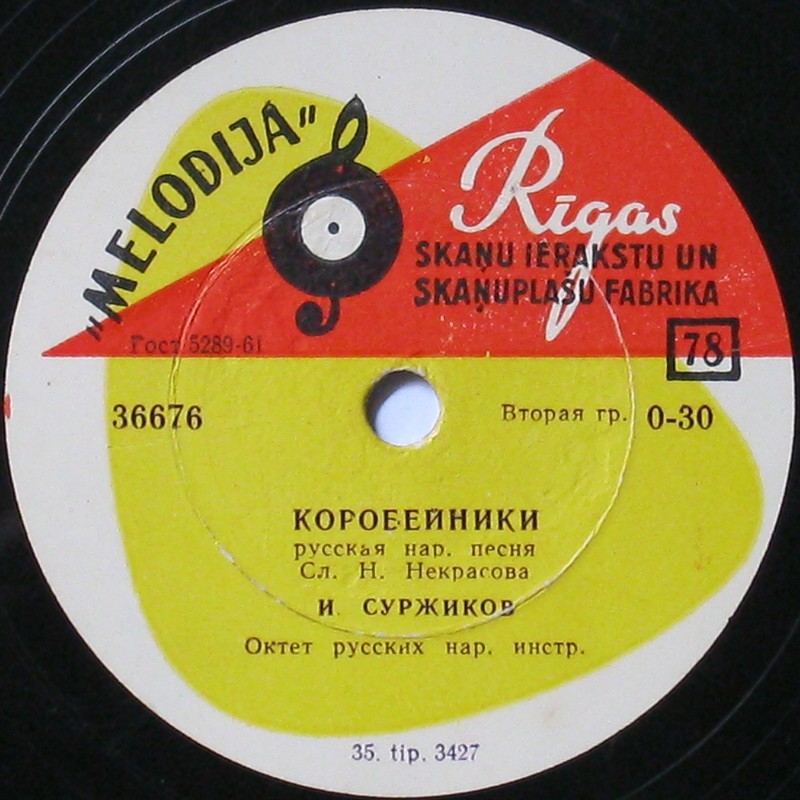 "MELODIJA"
Rīgas
SKAŅU IERAKSTU UN
SKAŅUPLAŠU FABRIKA
Гост 5289-61
78
36676
Вторая гр. 0-30
КОРОБЕЙНИКИ
русская нар. песня
Сл. Н. Некрасова
И. СУРЖИКОВ
Октет русских нар. инстр.
35. tip. 3427